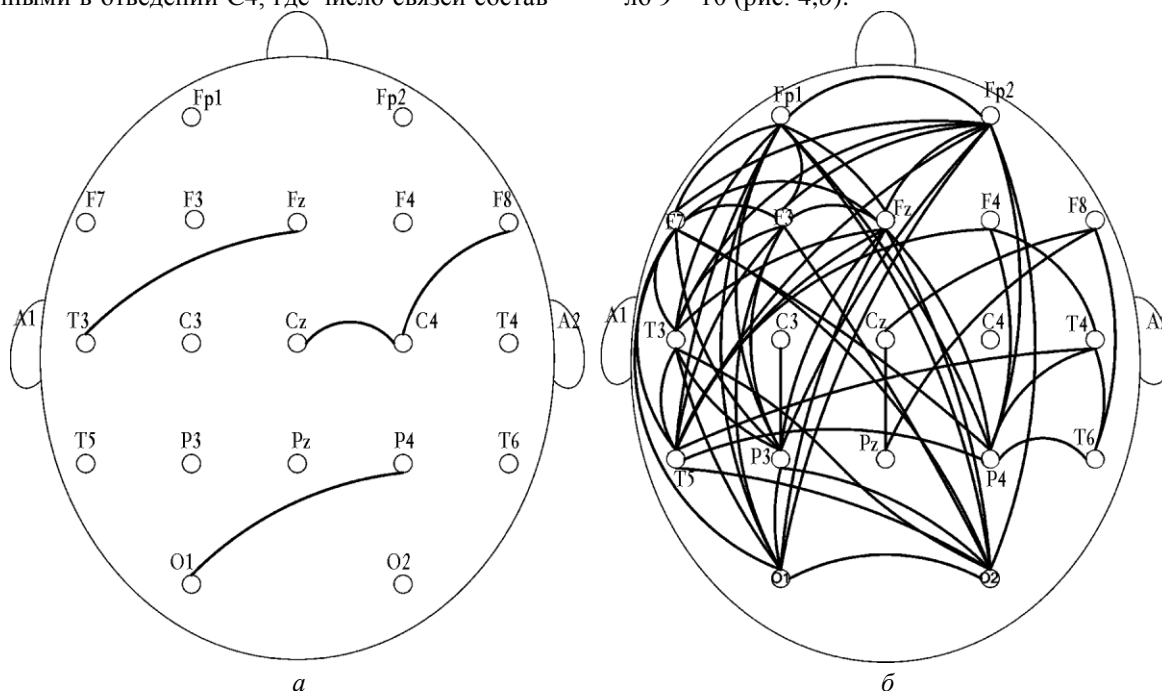 ными в отведении С4, где число связей состав-
ло 9 – 10 (рис. 4,б).
Fp1 Fp2
F7 F3 Fz F4 F8
A1 T3 C3 Cz C4 T4 A2
T5 P3 Pz P4 T6
O1 O2
а
Fp1 Fp2
F7 F3 Fz F4 F8
A1 T3 C3 Cz C4 T4
T5 P3 Pz P4 T6
O1 O2
б